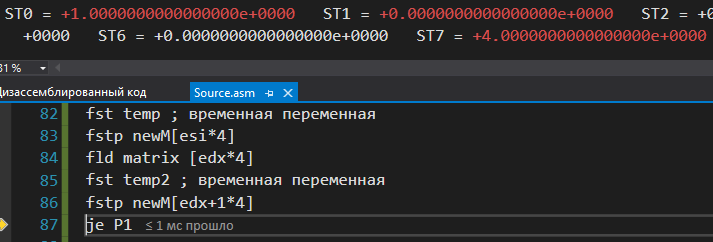 ST0 = +1.0000000000000000e+0000 ST1 = +0.0000000000000000e+0000 ST2 = +0
+0000 ST6 = +0.0000000000000000e+0000 ST7 = +4.0000000000000000e+0000
31 %
Дизассемблированный код Source.asm
82 fst temp ; временная переменная
83 fstp newM[esi*4]
84 fld matrix [edx*4]
85 fst temp2 ; временная переменная
86 fstp newM[edx+1*4]
87 je P1 ≤ 1 мс прошло